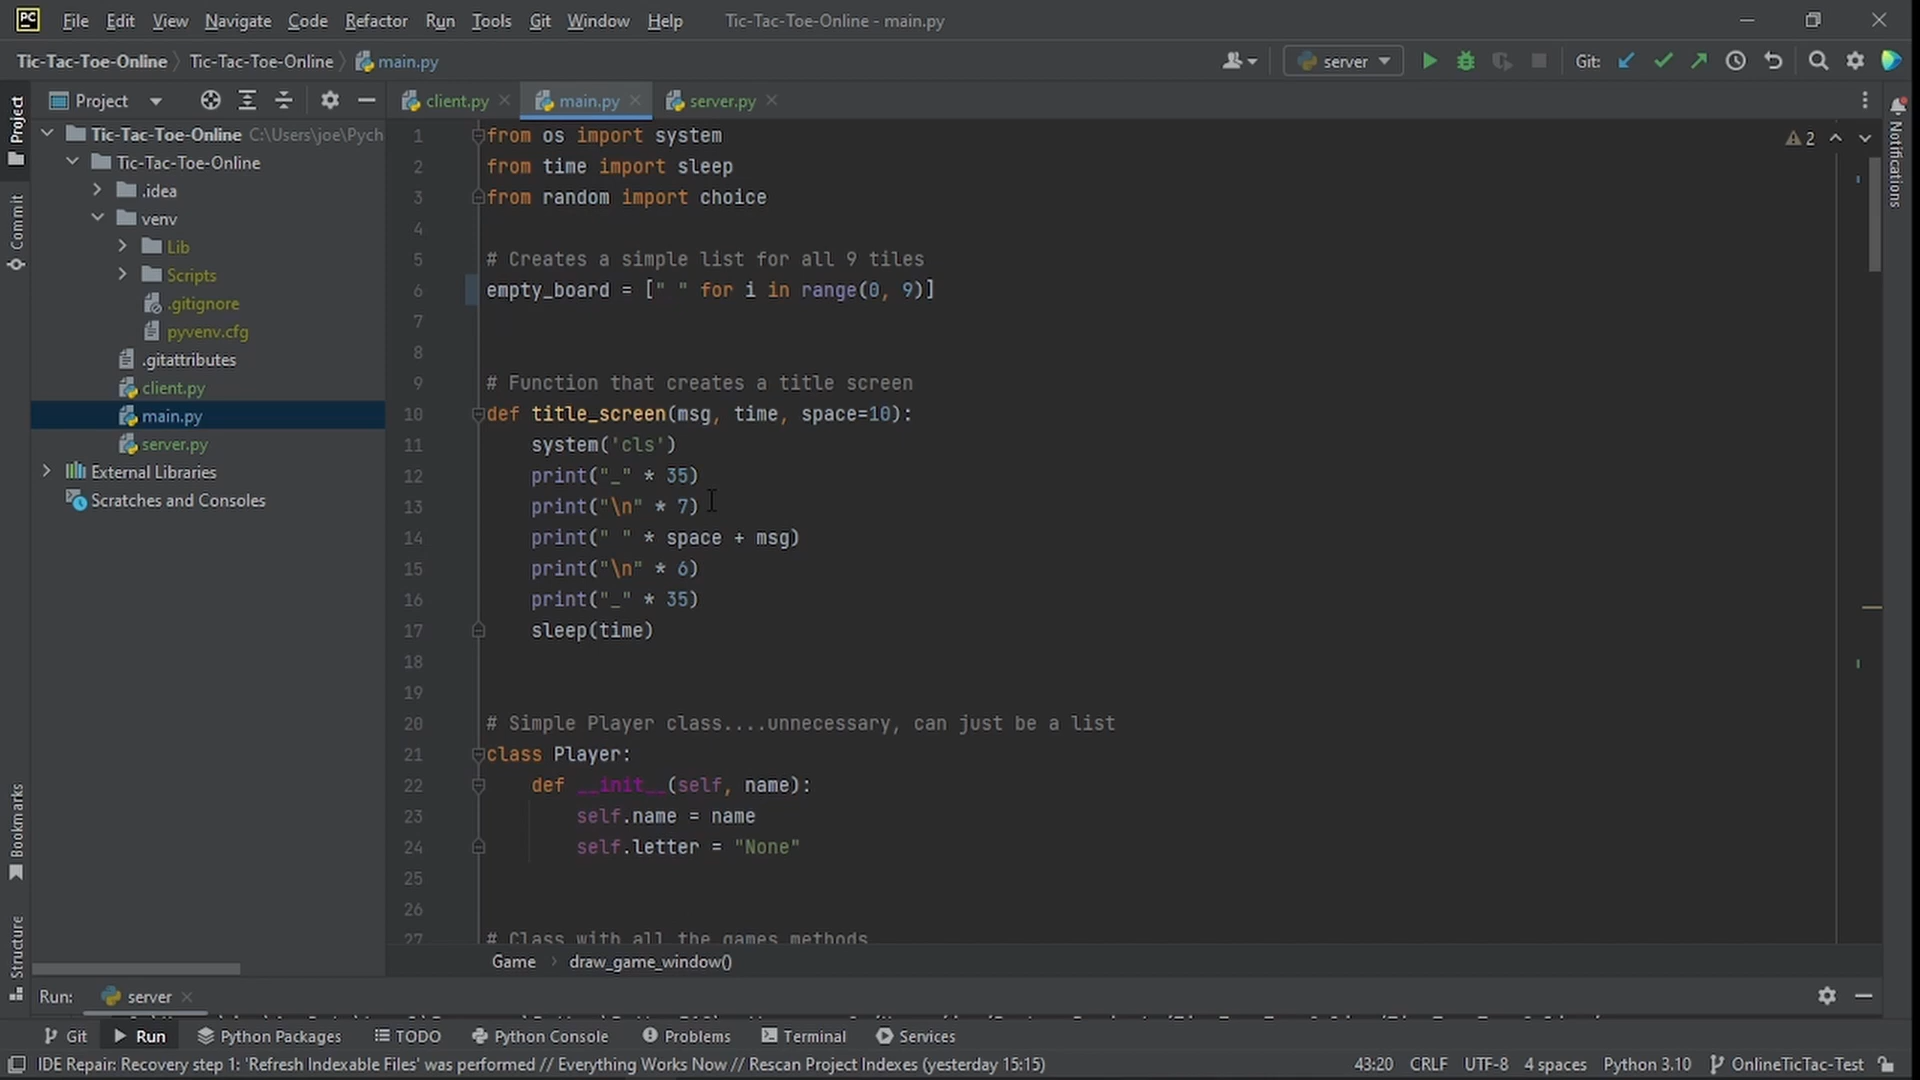 PC File Edit View Navigate Code Refactor Run Tools Git Window Help Tic-Tac-Toe-Online - main.py
Tic-Tac-Toe-Online Tic-Tac-Toe-Online main.py server Git:
Project
client.py main.py server.py
Tic-Tac-Toe-Online C:\Users\joe\Pych
Tic-Tac-Toe-Online
.idea
venv
Lib
Scripts
.gitignore
pyvenv.cfg
.gitattributes
client.py
main.py
server.py
External Libraries
Scratches and Consoles
Project
Commit
Bookmarks
Structure
1 from os import system
2 from time import sleep
3 from random import choice
4
5 # Creates a simple list for all 9 tiles
6 empty_board = [" " for i in range(0, 9)]
7
8
9 # Function that creates a title screen
10 def title_screen(msg, time, space=10):
11 system('cls')
12 print("_" * 35)
13 print("\n" * 7)
14 print(" " * space + msg)
15 print("\n" * 6)
16 print("_" * 35)
17 sleep(time)
18
19
20 # Simple Player class....unnecessary, can just be a list
21 class Player:
22 def __init__(self, name):
23 self.name = name
24 self.letter = "None"
25
26
27 # Class with all the games methods
2
Notifications
Game draw_game_window()
Run: server
Git Run Python Packages TODO Python Console Problems Terminal Services
IDE Repair: Recovery step 1: 'Refresh Indexable Files' was performed // Everything Works Now // Rescan Project Indexes (yesterday 15:15) 43:20 CRLF UTF-8 4 spaces Python 3.10 OnlineTicTac-Test